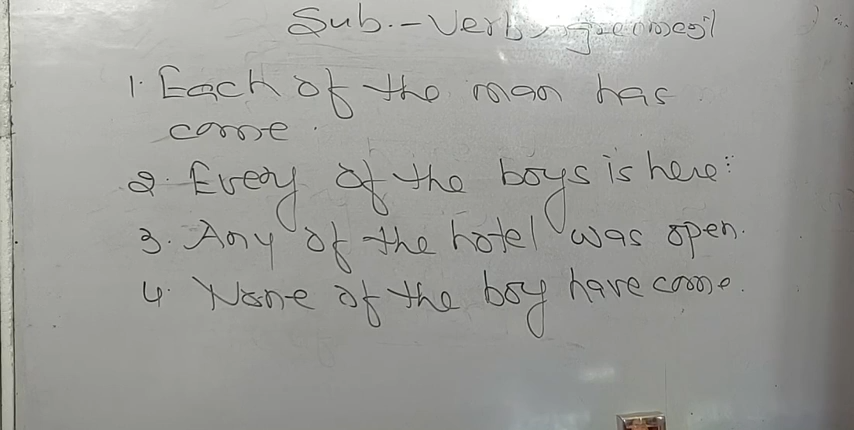 Sub.-Verb
1. Each of the man has
come.
2. Every of the boys is here:
3. Any of the hotel was open.
4. None of the boy have come.